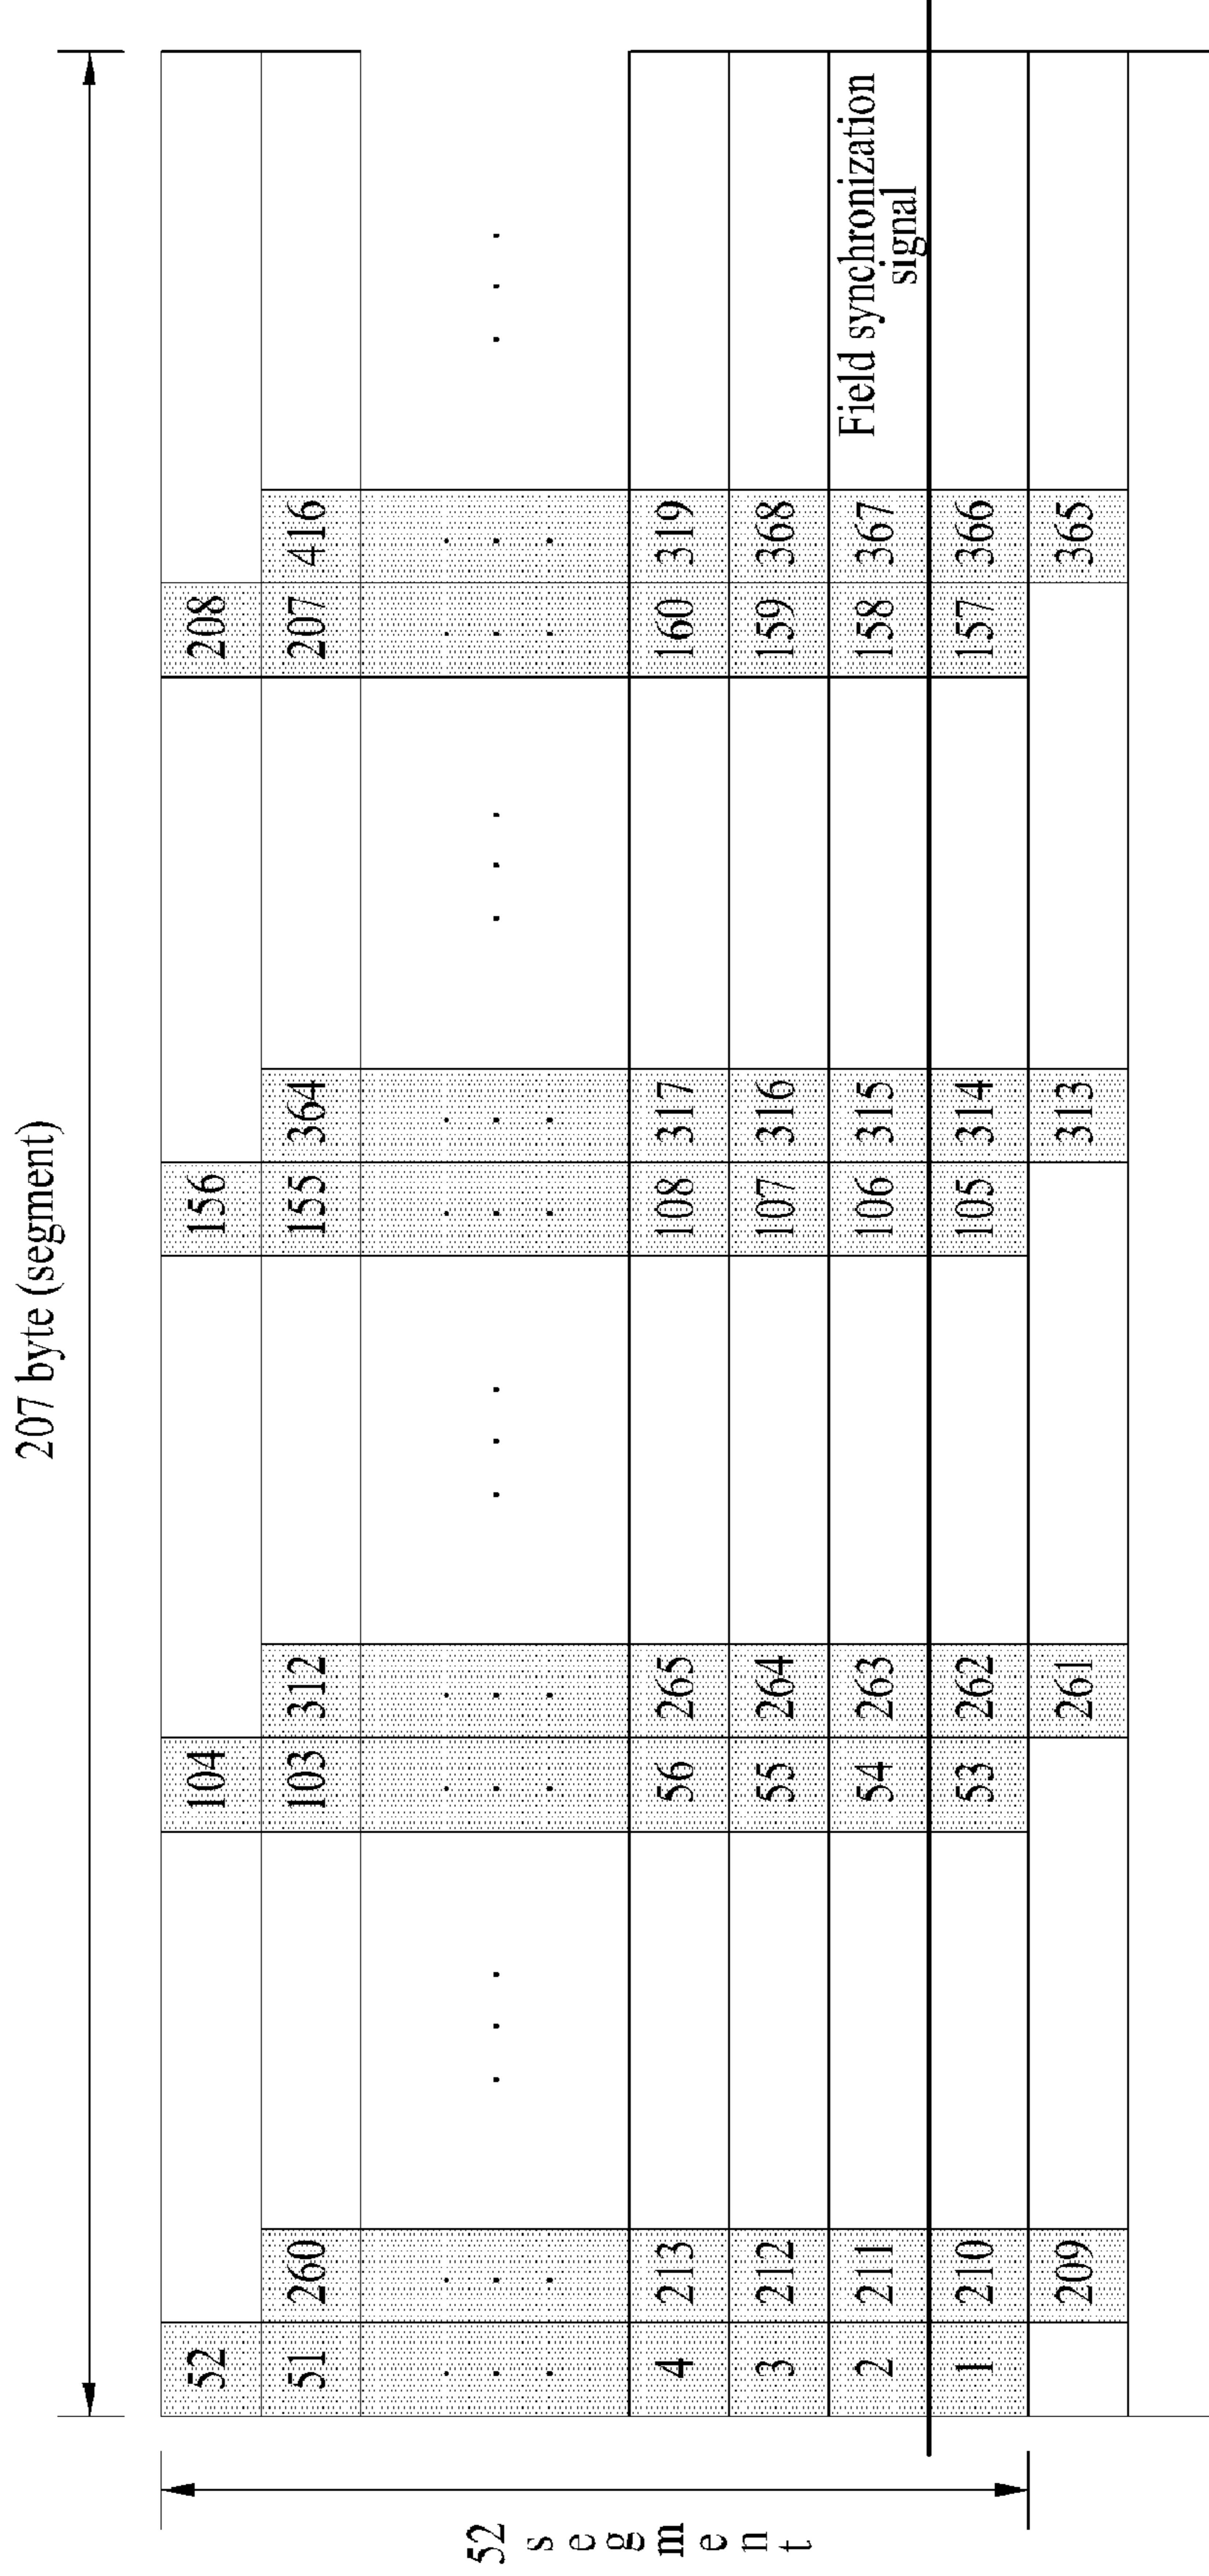 207 byte (segment)
52 104 156 208
51 260 103 312 155 364 207 416
52 segment
4 213 56 265 108 317 160 319
3 212 55 264 107 316 159 368
2 211 54 263 106 315 158 367 Field synchronization
signal
1 210 53 262 105 314 157 366
209 261 313 365